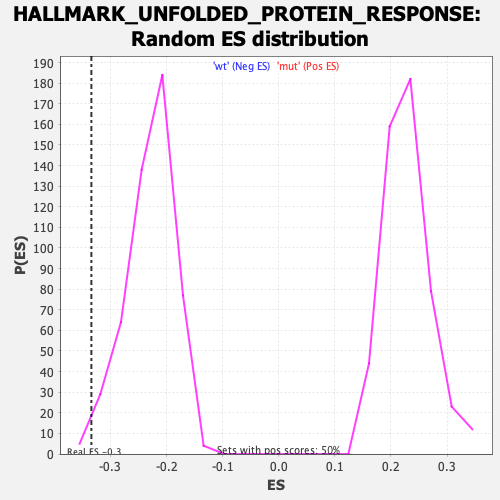 HALLMARK_UNFOLDED_PROTEIN_RESPONSE:
Random ES distribution
'wt' (Neg ES) 'mut' (Pos ES)
190
180
170
160
150
140
130
120
110
100
90
80
70
60
50
40
30
20
10
0
P(ES)
Real ES -0.3
Sets with pos scores: 50%
-0.3 -0.2 -0.1 0.0 0.1 0.2 0.3
ES